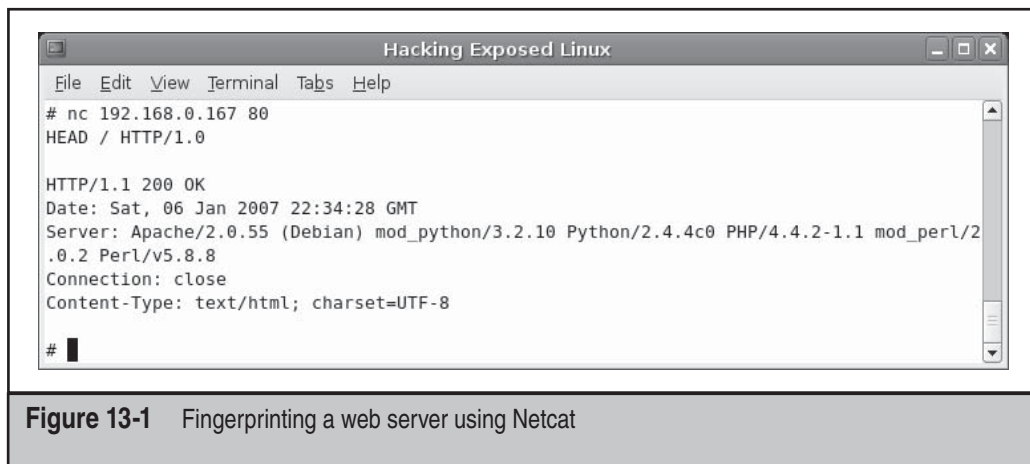 Hacking Exposed Linux
File Edit View Terminal Tabs Help
# nc 192.168.0.167 80
HEAD / HTTP/1.0
HTTP/1.1 200 OK
Date: Sat, 06 Jan 2007 22:34:28 GMT
Server: Apache/2.0.55 (Debian) mod_python/3.2.10 Python/2.4.4c0 PHP/4.4.2-1.1 mod_perl/2
.0.2 Perl/v5.8.8
Connection: close
Content-Type: text/html; charset=UTF-8
#
Figure 13-1 Fingerprinting a web server using Netcat